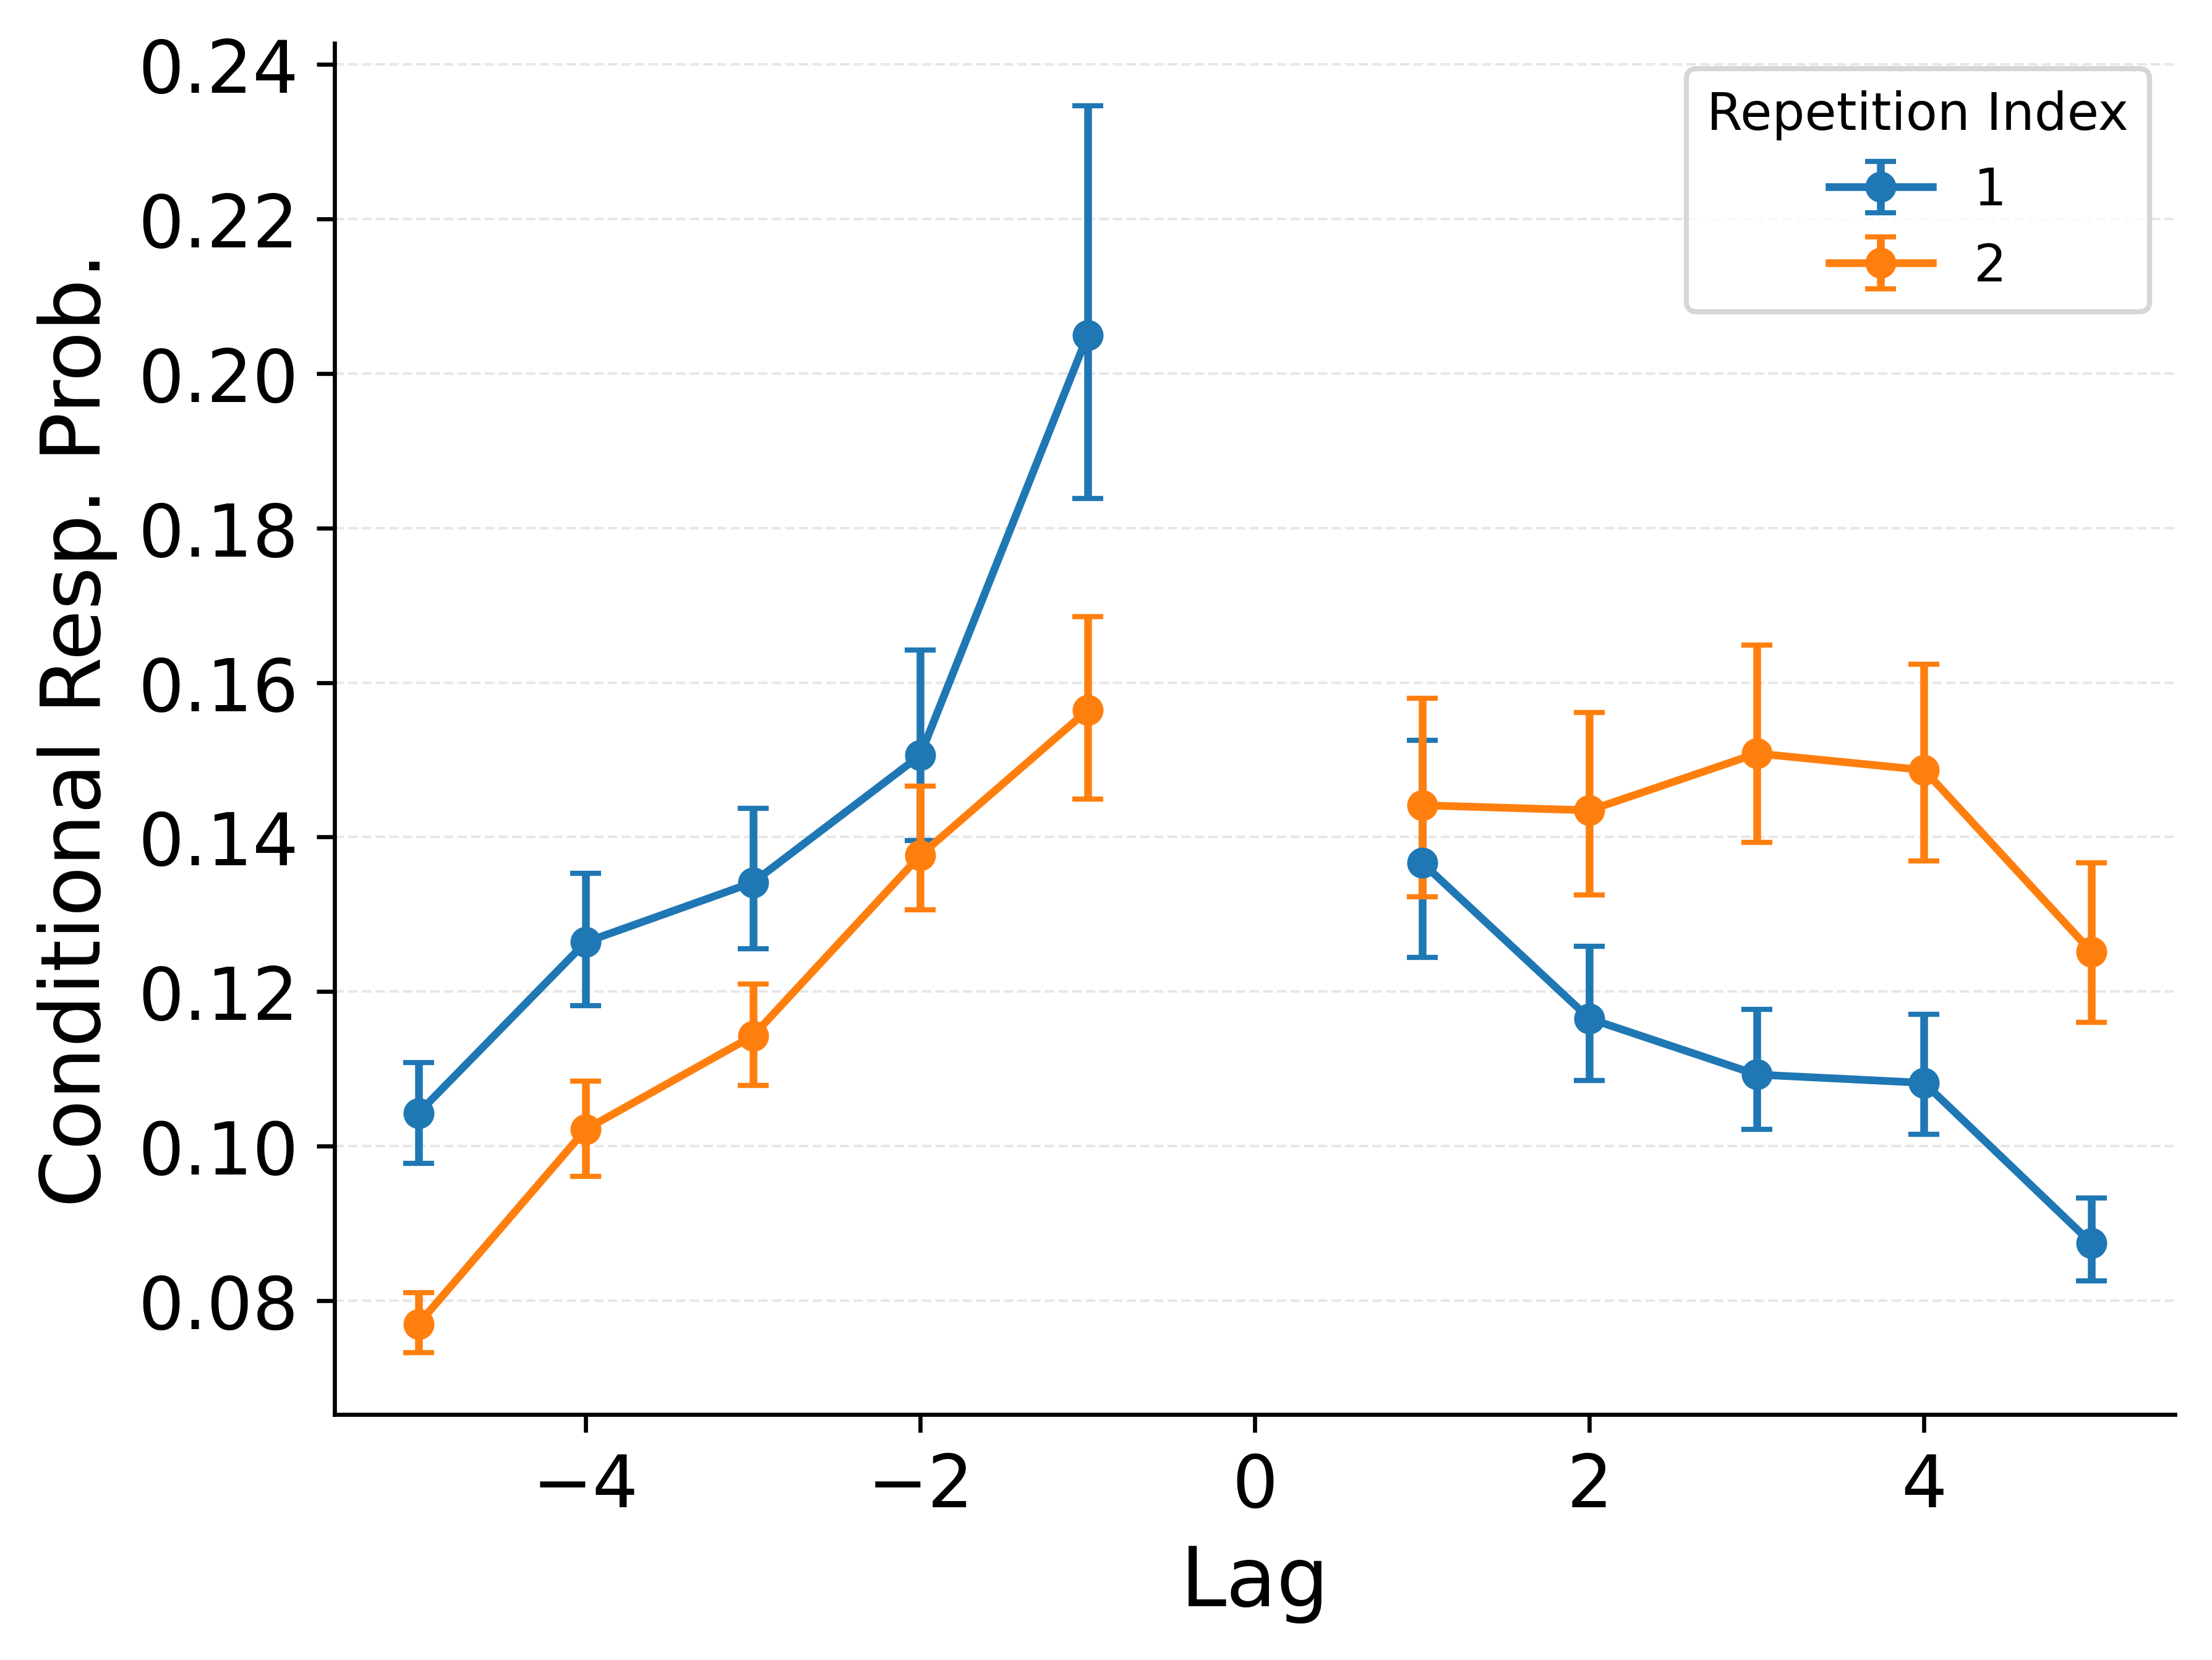 Conditional Resp. Prob.
0.24
0.22
0.20
0.18
0.16
0.14
0.12
0.10
0.08
Repetition Index
1
2
−4 −2 0 2 4
Lag